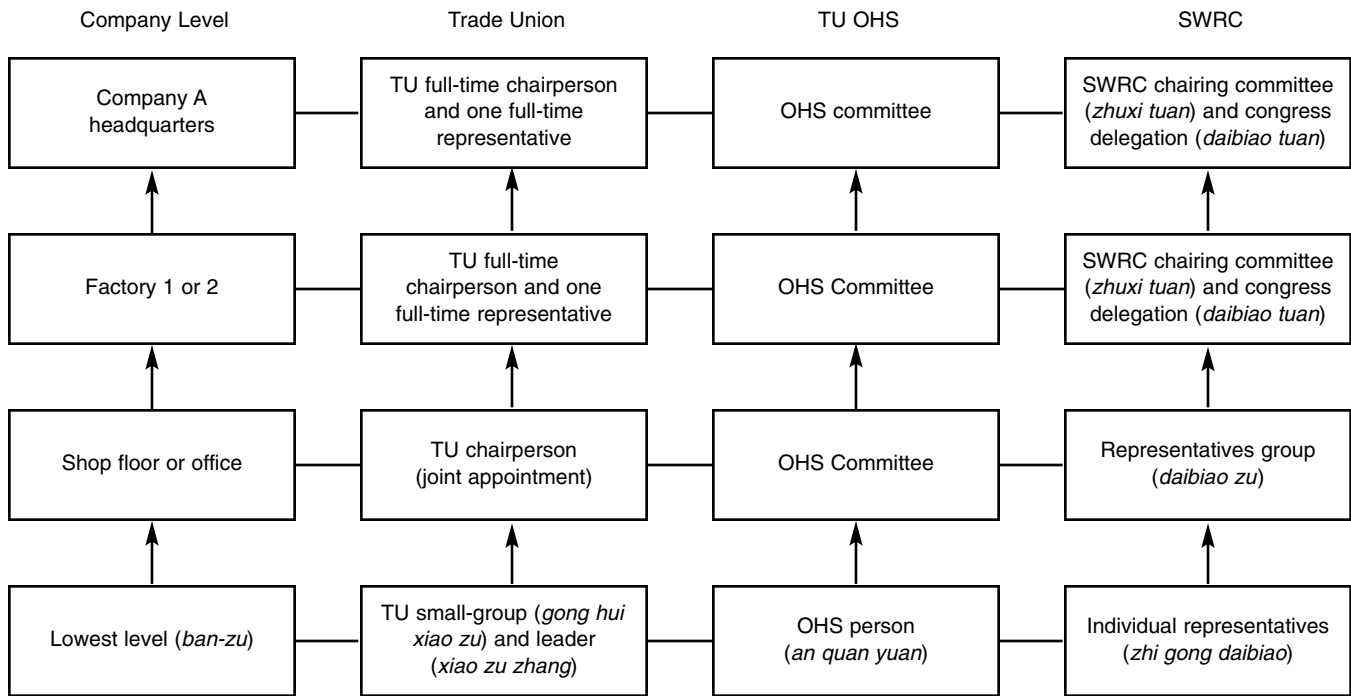 Company Level
Trade Union
TU OHS
SWRC
Company A
headquarters
TU full-time chairperson
and one full-time
representative
OHS committee
SWRC chairing committee
(zhuxi tuan) and congress
delegation (daibiao tuan)
Factory 1 or 2
TU full-time
chairperson and one
full-time representative
OHS Committee
SWRC chairing committee
(zhuxi tuan) and congress
delegation (daibiao tuan)
Shop floor or office
TU chairperson
(joint appointment)
OHS Committee
Representatives group
(daibiao zu)
Lowest level (ban-zu)
TU small-group (gong hui
xiao zu) and leader
(xiao zu zhang)
OHS person
(an quan yuan)
Individual representatives
(zhi gong daibiao)